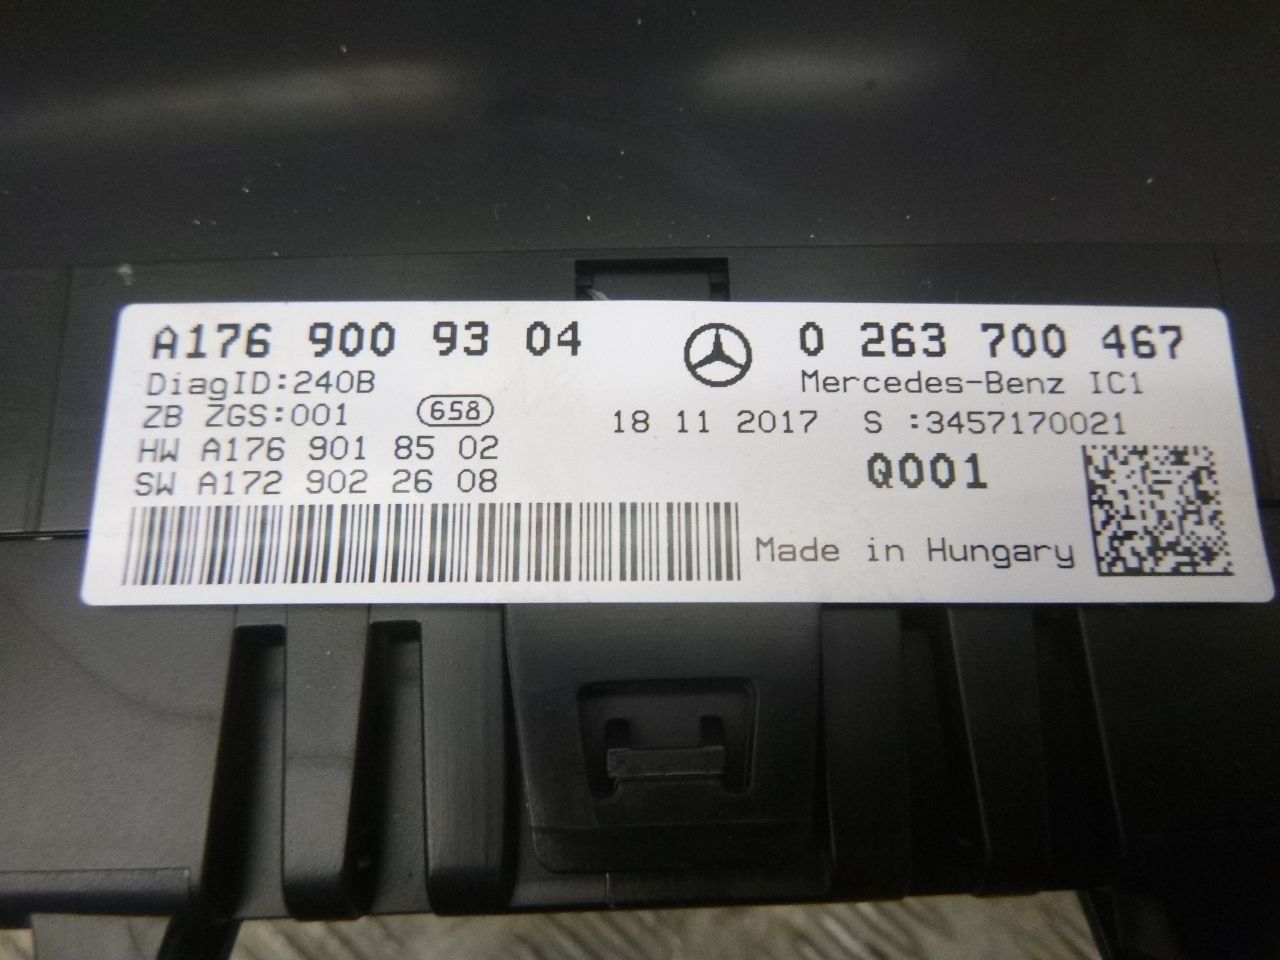 A176 900 93 04
0 263 700 467
DiagID:240B
Mercedes-Benz IC1
ZB ZGS:001 658
18 11 2017 S :3457170021
HW A176 901 85 02
SW A172 902 26 08
Q001
Made in Hungary